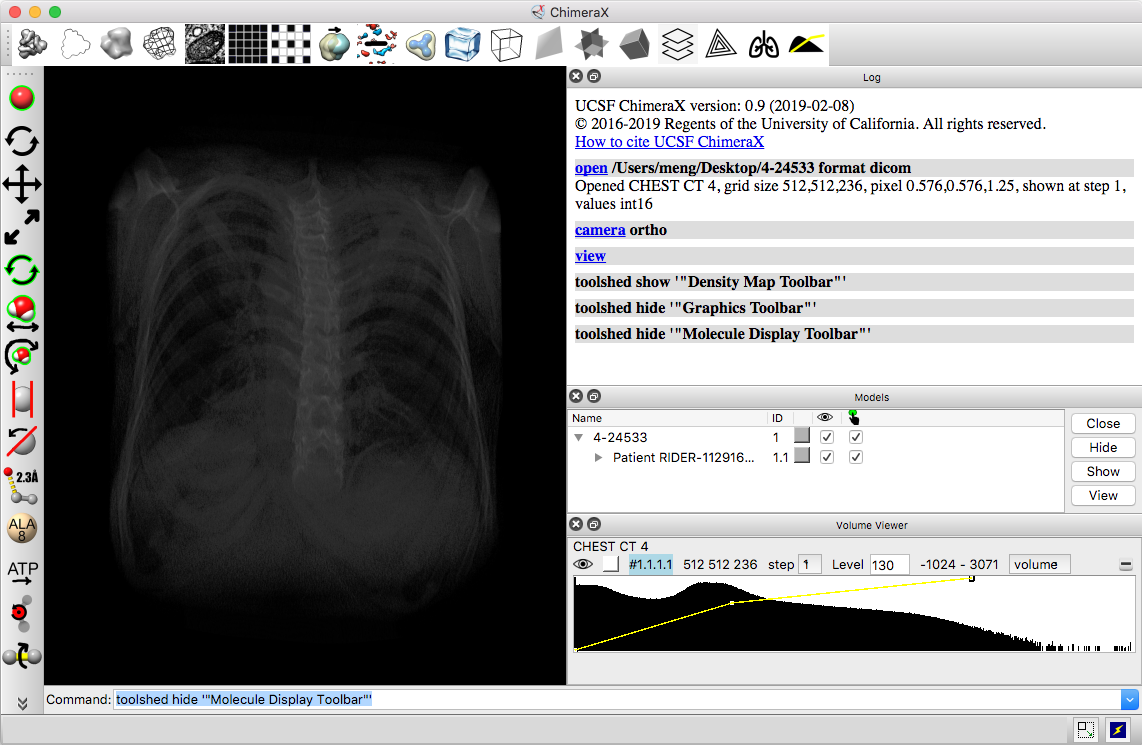 ChimeraX
Log
UCSF ChimeraX version: 0.9 (2019-02-08)
© 2016-2019 Regents of the University of California. All rights reserved.
How to cite UCSF ChimeraX
open /Users/meng/Desktop/4-24533 format dicom
Opened CHEST CT 4, grid size 512,512,236, pixel 0.576,0.576,1.25, shown at step 1,
values int16
camera ortho
view
toolshed show '"Density Map Toolbar"'
toolshed hide '"Graphics Toolbar"'
toolshed hide '"Molecule Display Toolbar"'
2.3Å
ALA
8
ATP
Models
Name ID
4-24533 1
Patient RIDER-112916... 1.1
Close
Hide
Show
View
Volume Viewer
CHEST CT 4
#1.1.1.1 512 512 236 step 1 Level 130 -1024 - 3071 volume
Command: toolshed hide '"Molecule Display Toolbar"'